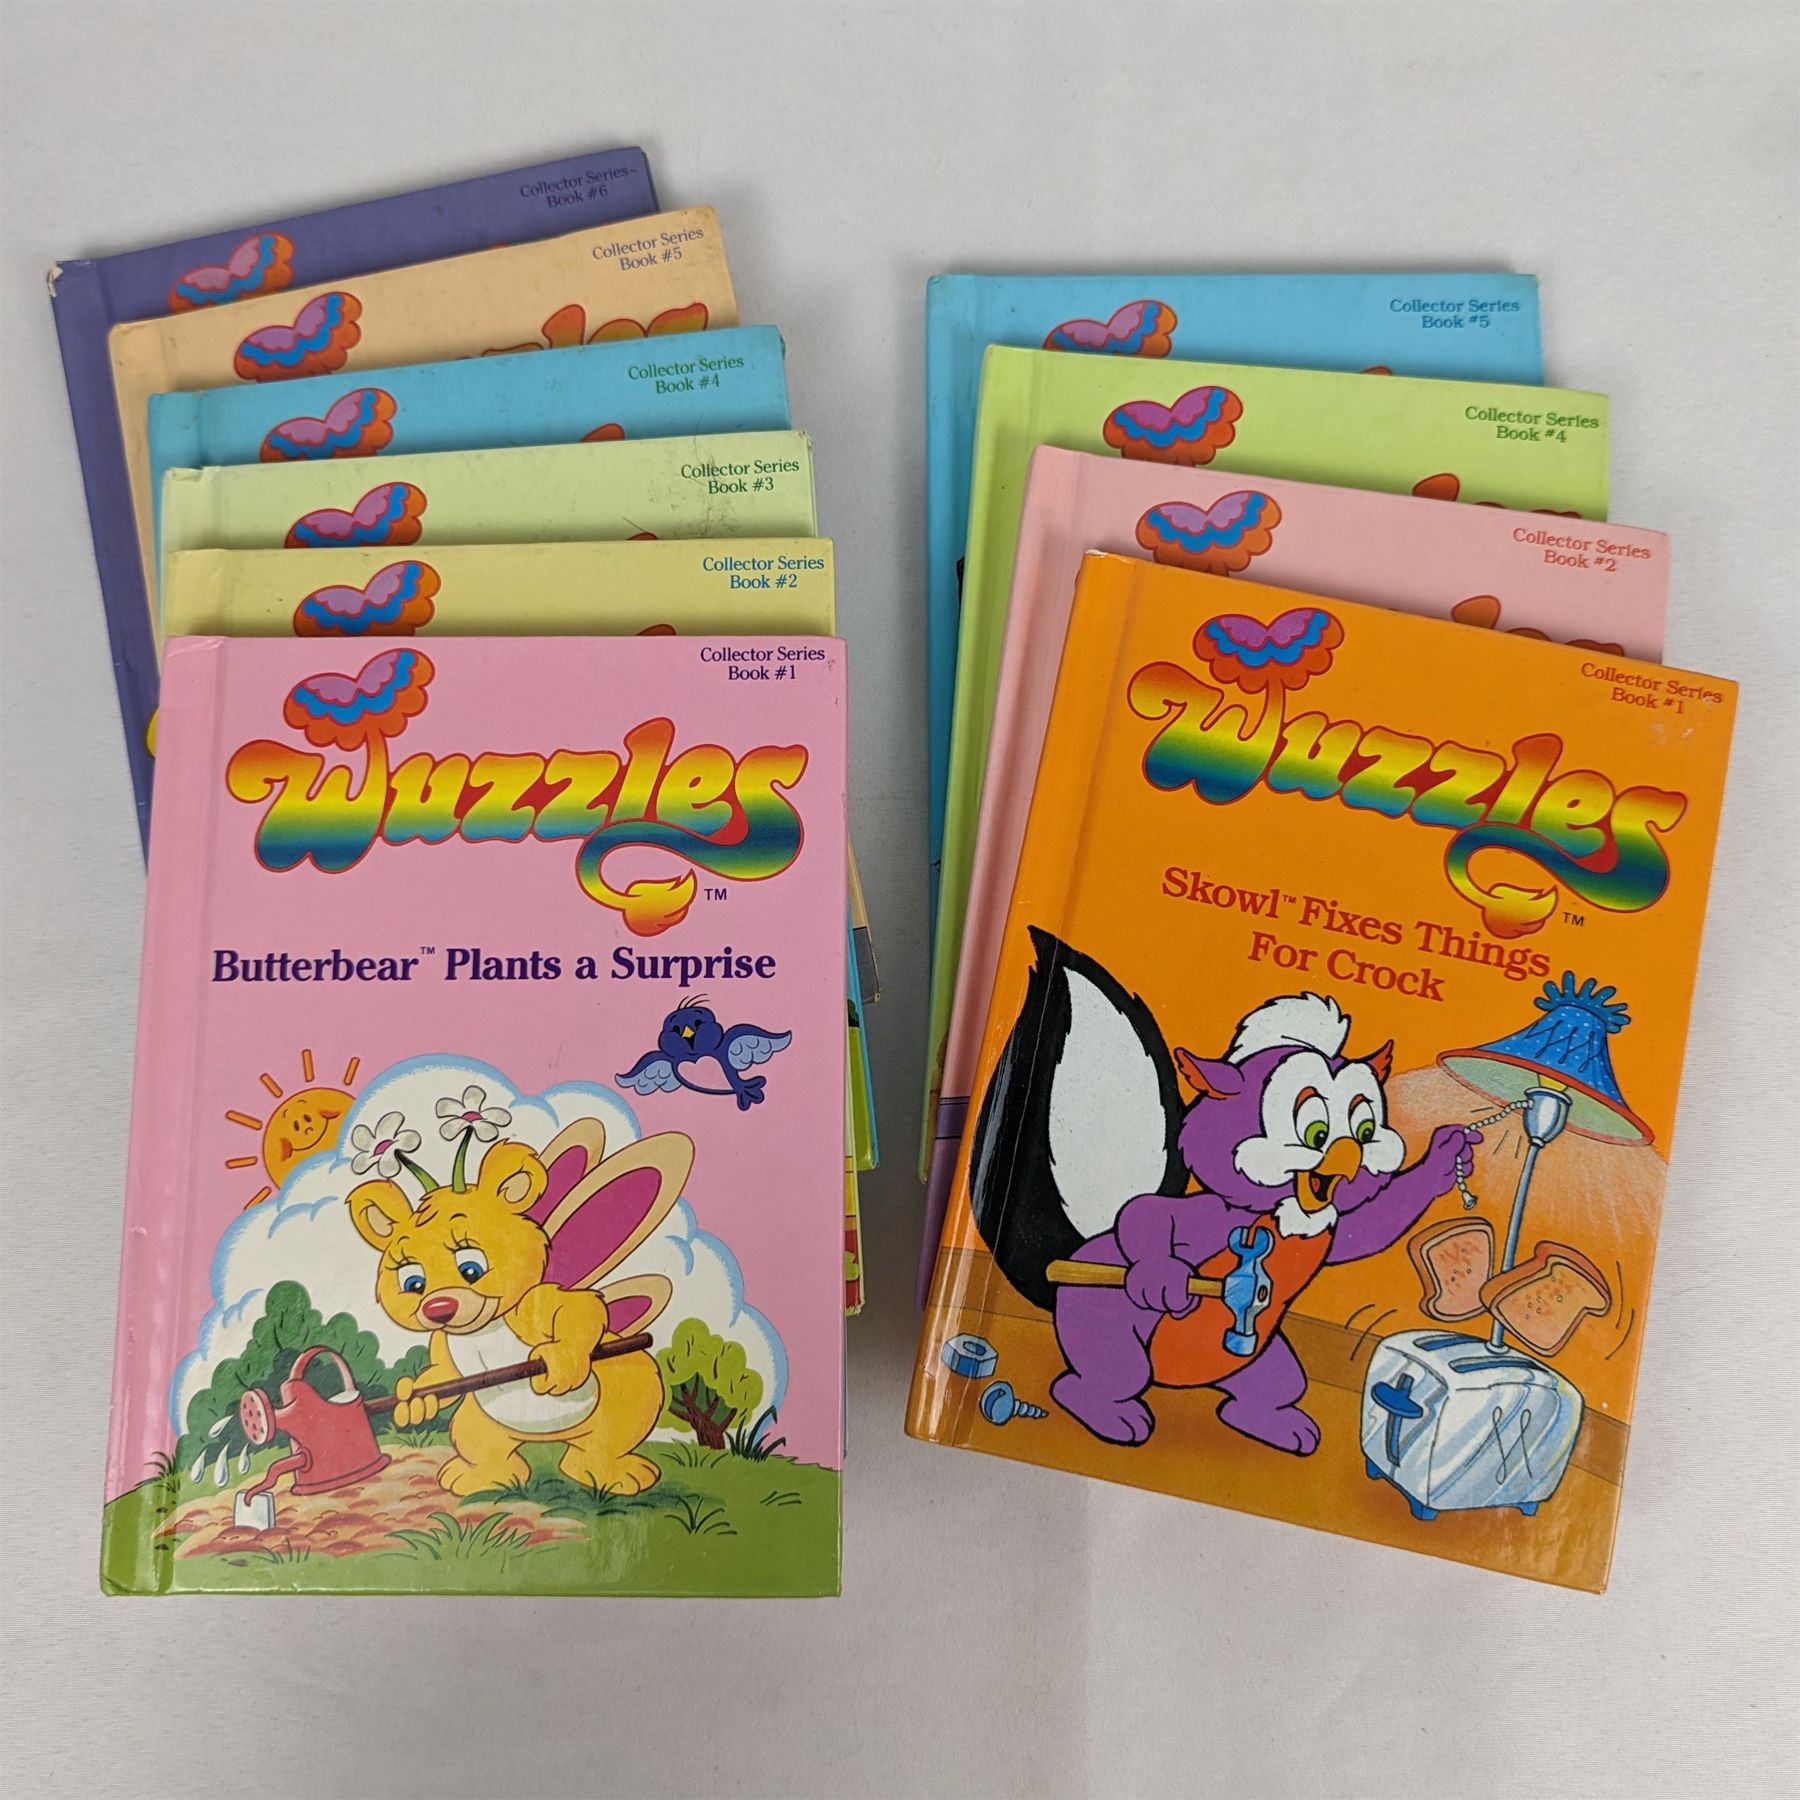 Collector Series™
Book #6
Collector Series
Book #5
Collector Series
Book #4
Collector Series
Book #3
Collector Series
Book #2
Collector Series
Book #1
Wuzzles
TM
Butterbear™ Plants a Surprise
Collector Series
Book #5
Collector Series
Book #4
Collector Series
Book #2
Collector Series
Book #1
Wuzzles
TM
Skowl™ Fixes Things
For Crock